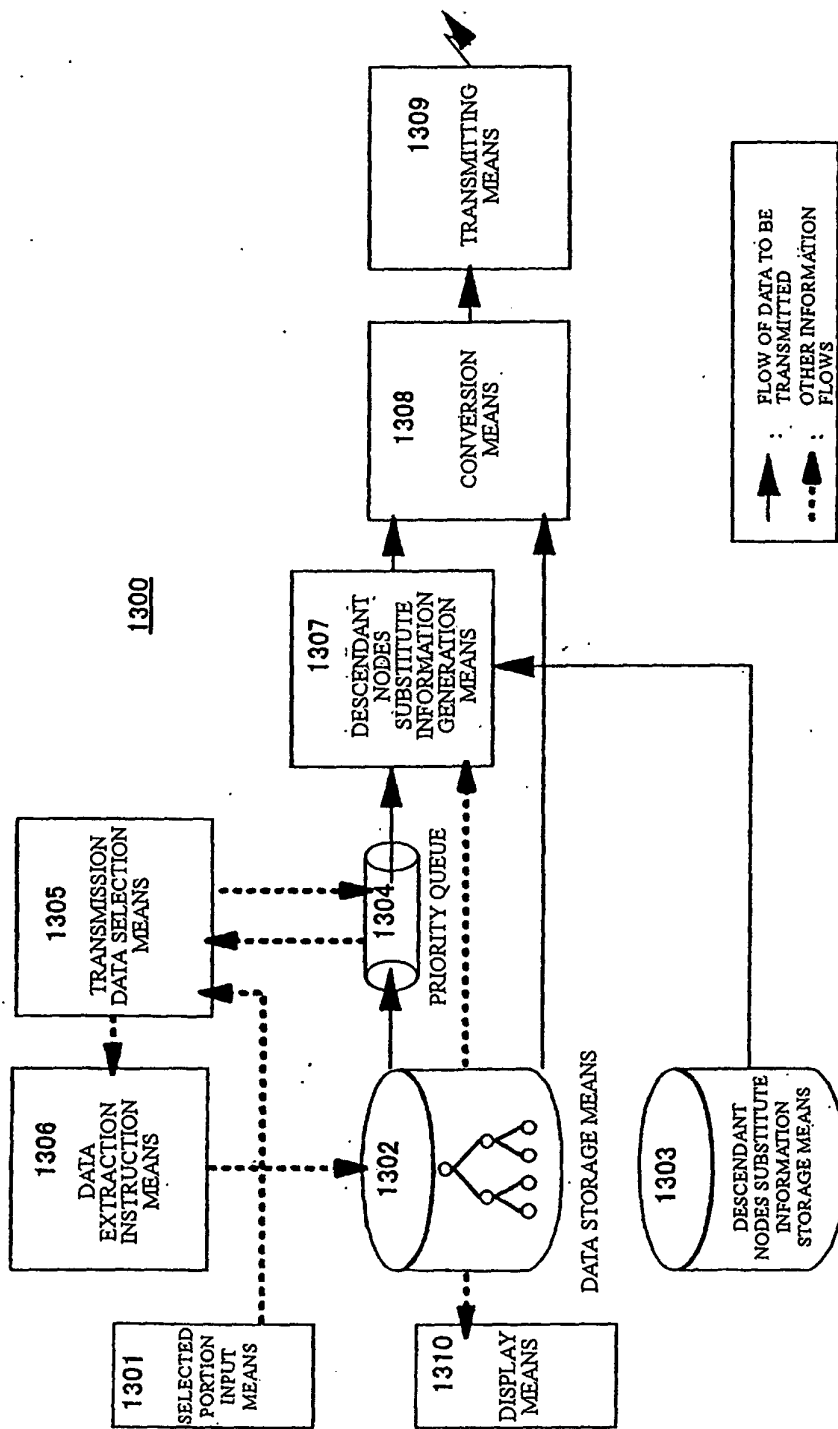 1300
1301
SELECTED
PORTION
INPUT
MEANS
1306
DATA
EXTRACTION
INSTRUCTION
MEANS
1305
TRANSMISSION
DATA SELECTION
MEANS
1310
DISPLAY
MEANS
1302
DATA STORAGE MEANS
1304
PRIORITY QUEUE
1307
DESCENDANT
NODES
SUBSTITUTE
INFORMATION
GENERATION
MEANS
1308
CONVERSION
MEANS
1309
TRANSMITTING
MEANS
1303
DESCENDANT
NODES SUBSTITUTE
INFORMATION
STORAGE MEANS
: FLOW OF DATA TO BE
TRANSMITTED
: OTHER INFORMATION
FLOWS